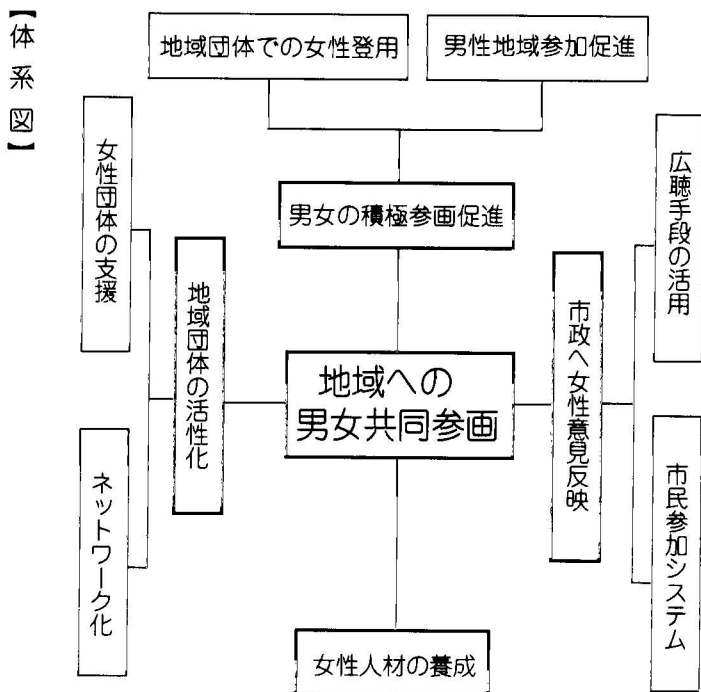 【体系図】
地域団体での女性登用
男性地域参加促進
男女の積極参画促進
女性団体の支援
地域団体の活性化
ネットワーク化
地域への
男女共同参画
市政へ女性意見反映
広聴手段の活用
市民参加システム
女性人材の養成